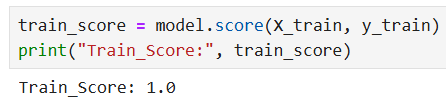 train_score = model.score(X_train, y_train)
print("Train_Score:", train_score)
Train_Score: 1.0